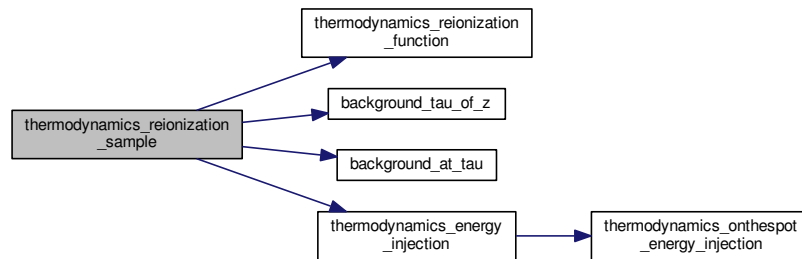 thermodynamics_reionization
_function
background_tau_of_z
thermodynamics_reionization
_sample
background_at_tau
thermodynamics_energy
_injection
thermodynamics_onthespot
_energy_injection